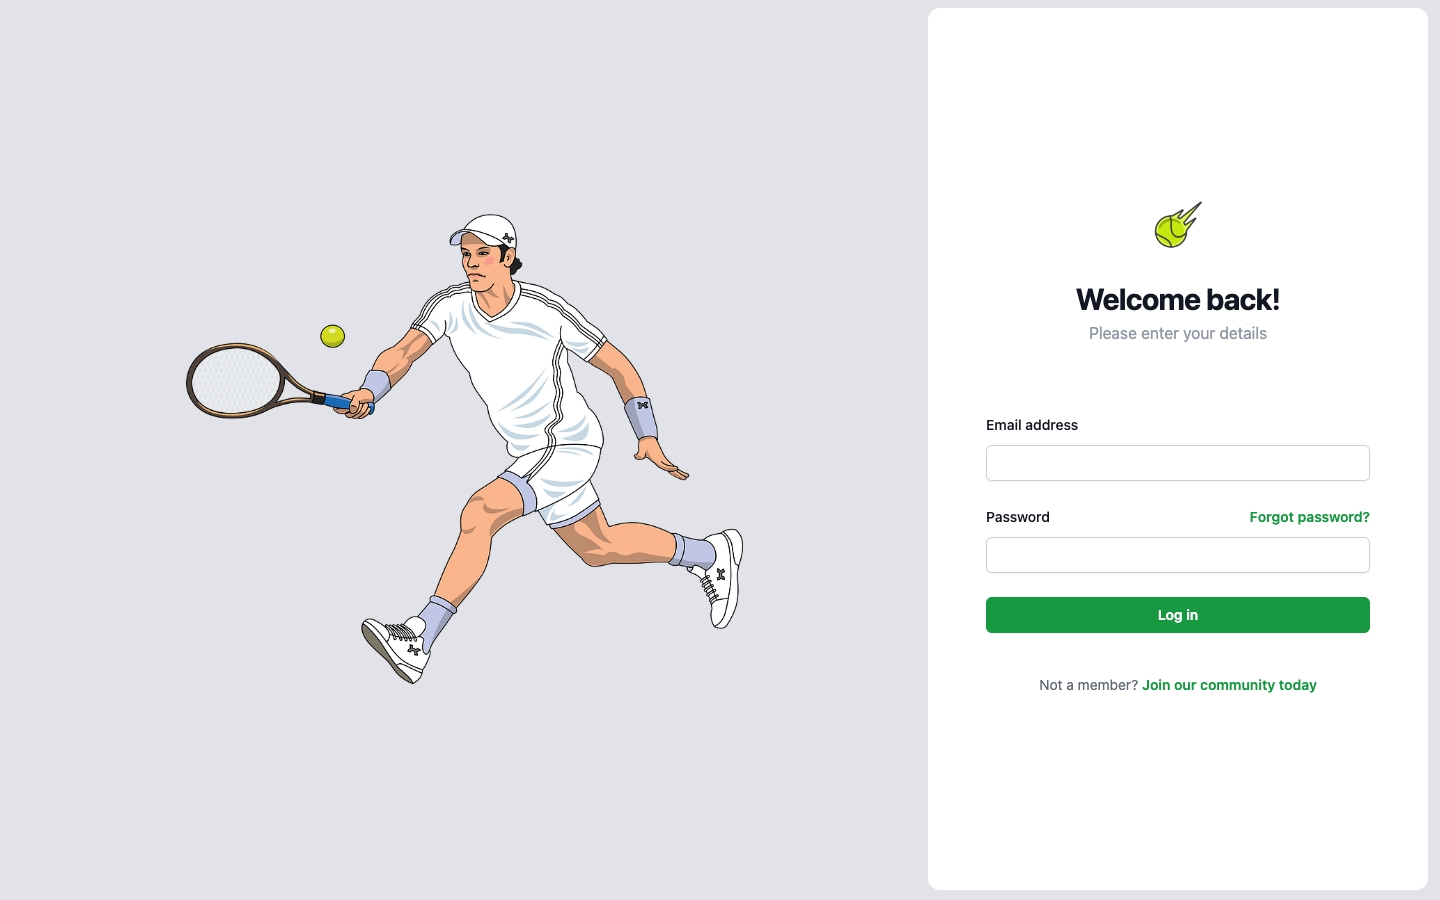 Welcome back!
Please enter your details
Email address
Password Forgot password?
Log in
Not a member? Join our community today